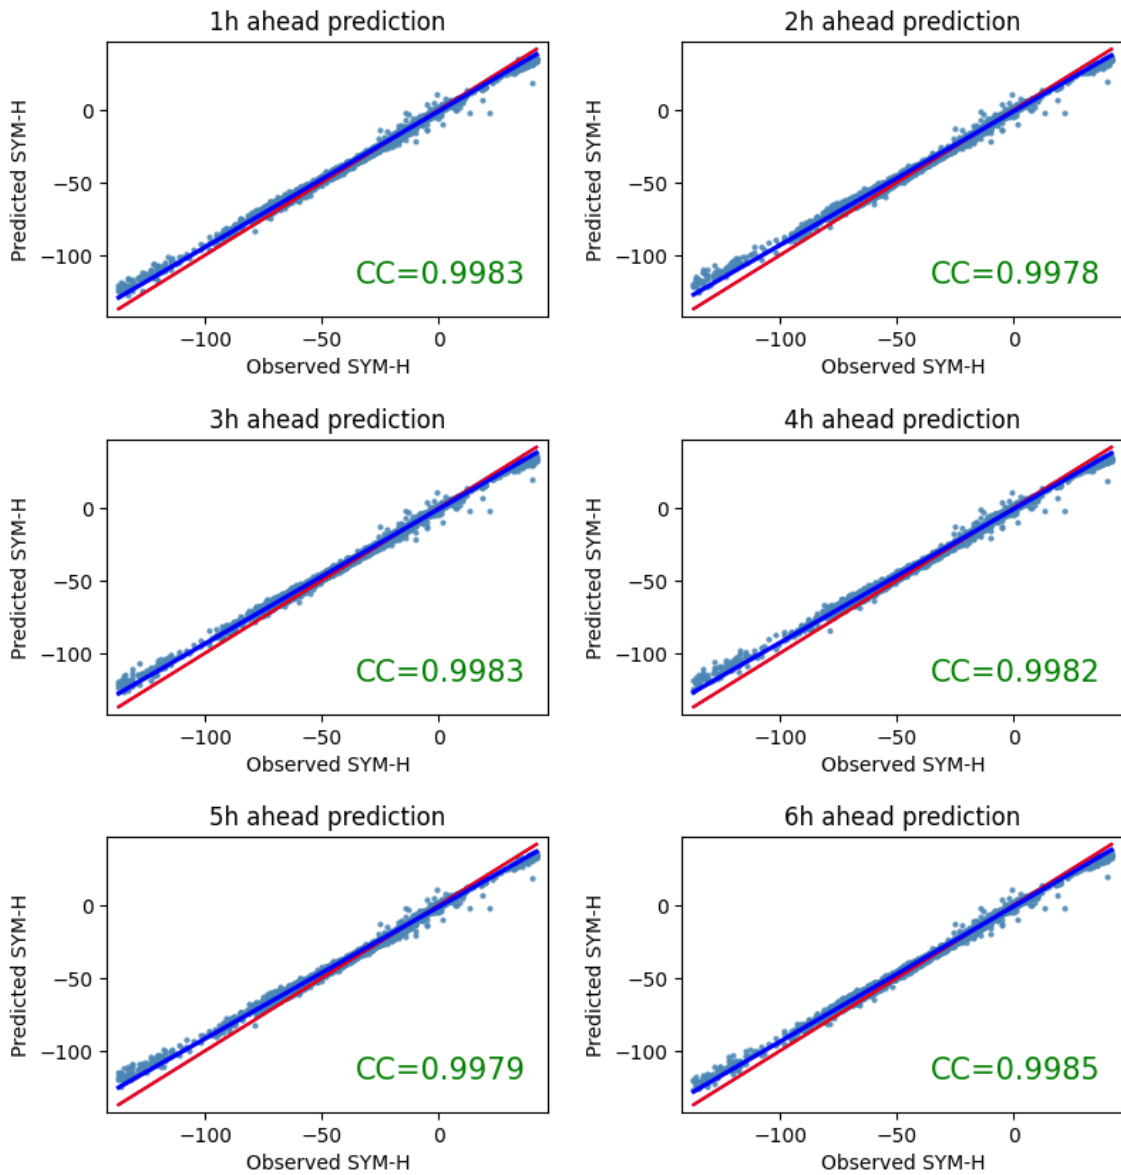 1h ahead prediction
Predicted SYM-H
0
−50
−100
CC=0.9983
−100 −50 0
Observed SYM-H
2h ahead prediction
Predicted SYM-H
0
−50
−100
CC=0.9978
−100 −50 0
Observed SYM-H
3h ahead prediction
Predicted SYM-H
0
−50
−100
CC=0.9983
−100 −50 0
Observed SYM-H
4h ahead prediction
Predicted SYM-H
0
−50
−100
CC=0.9982
−100 −50 0
Observed SYM-H
5h ahead prediction
Predicted SYM-H
0
−50
−100
CC=0.9979
−100 −50 0
Observed SYM-H
6h ahead prediction
Predicted SYM-H
0
−50
−100
CC=0.9985
−100 −50 0
Observed SYM-H